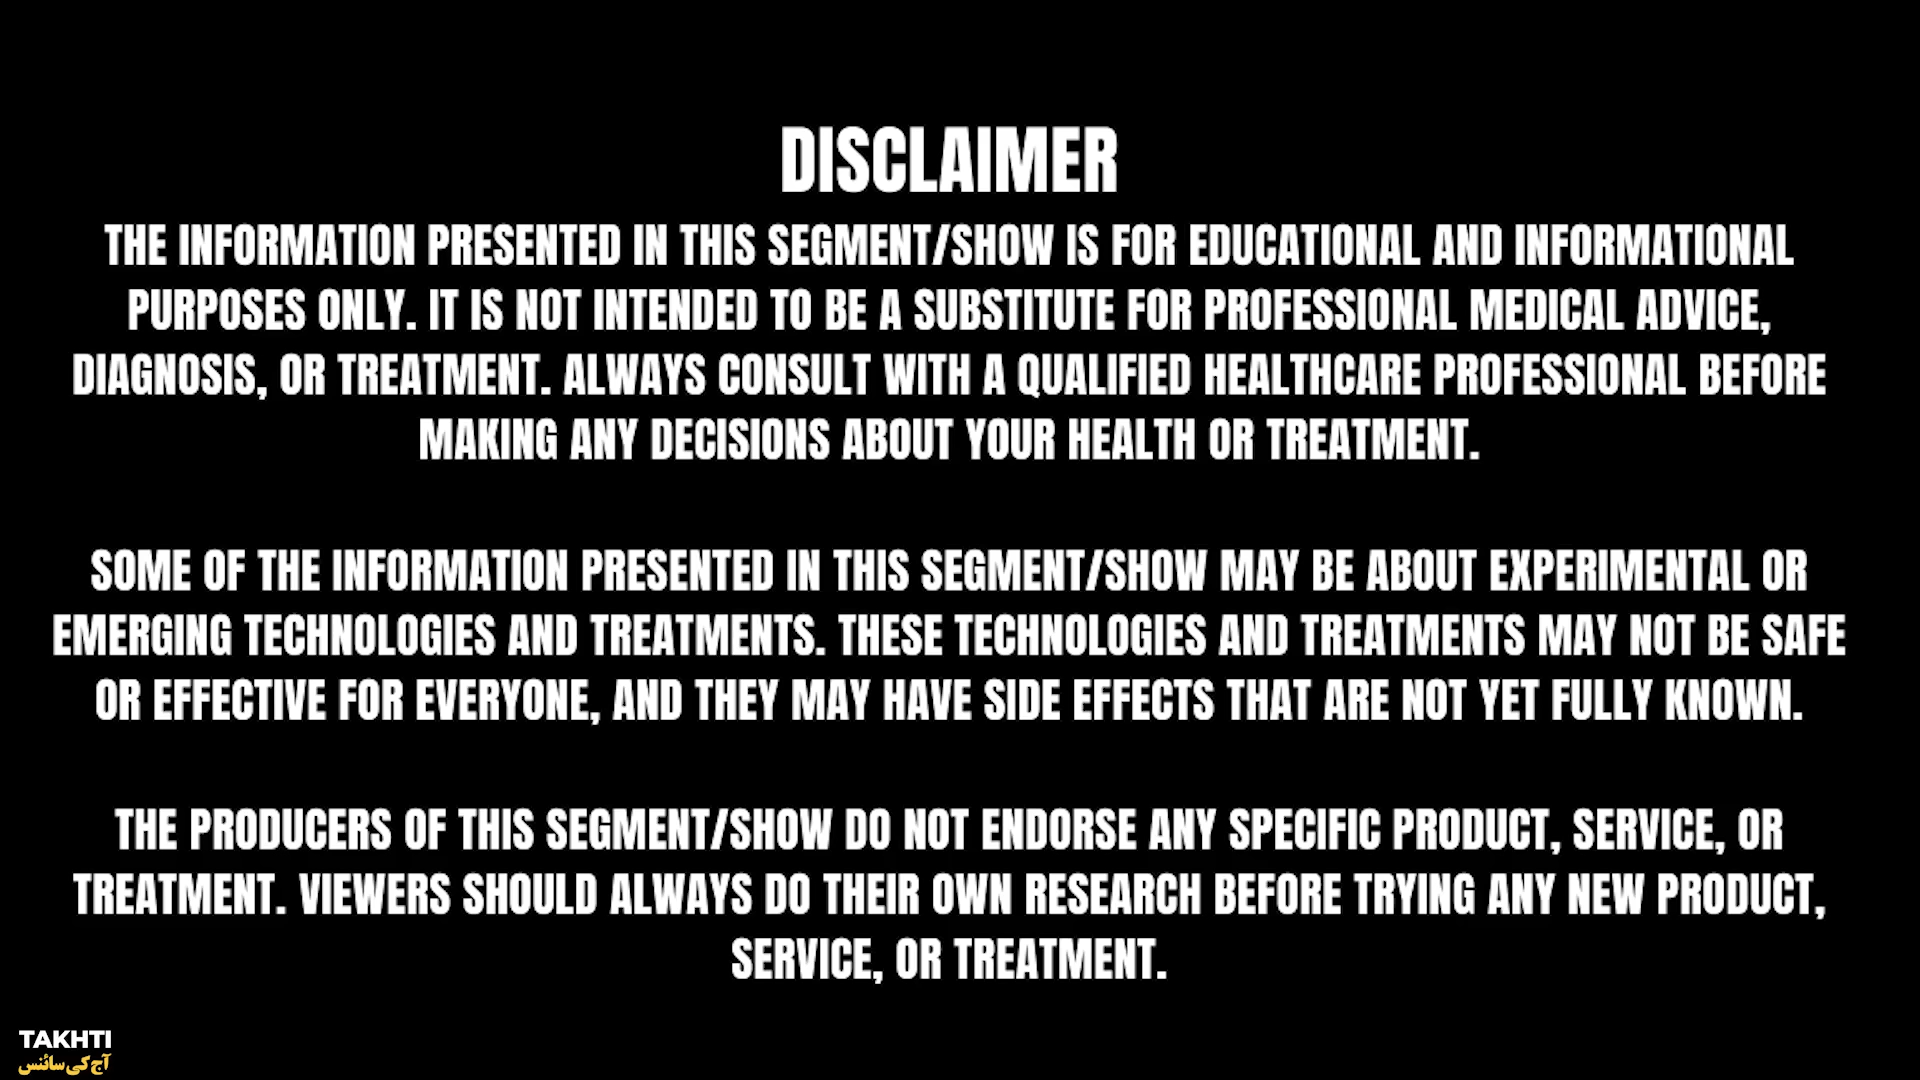 DISCLAIMER
THE INFORMATION PRESENTED IN THIS SEGMENT/SHOW IS FOR EDUCATIONAL AND INFORMATIONAL
PURPOSES ONLY. IT IS NOT INTENDED TO BE A SUBSTITUTE FOR PROFESSIONAL MEDICAL ADVICE,
DIAGNOSIS, OR TREATMENT. ALWAYS CONSULT WITH A QUALIFIED HEALTHCARE PROFESSIONAL BEFORE
MAKING ANY DECISIONS ABOUT YOUR HEALTH OR TREATMENT.
SOME OF THE INFORMATION PRESENTED IN THIS SEGMENT/SHOW MAY BE ABOUT EXPERIMENTAL OR
EMERGING TECHNOLOGIES AND TREATMENTS. THESE TECHNOLOGIES AND TREATMENTS MAY NOT BE SAFE
OR EFFECTIVE FOR EVERYONE, AND THEY MAY HAVE SIDE EFFECTS THAT ARE NOT YET FULLY KNOWN.
THE PRODUCERS OF THIS SEGMENT/SHOW DO NOT ENDORSE ANY SPECIFIC PRODUCT, SERVICE, OR
TREATMENT. VIEWERS SHOULD ALWAYS DO THEIR OWN RESEARCH BEFORE TRYING ANY NEW PRODUCT,
SERVICE, OR TREATMENT.
TAKHTI
آج کی سائنس